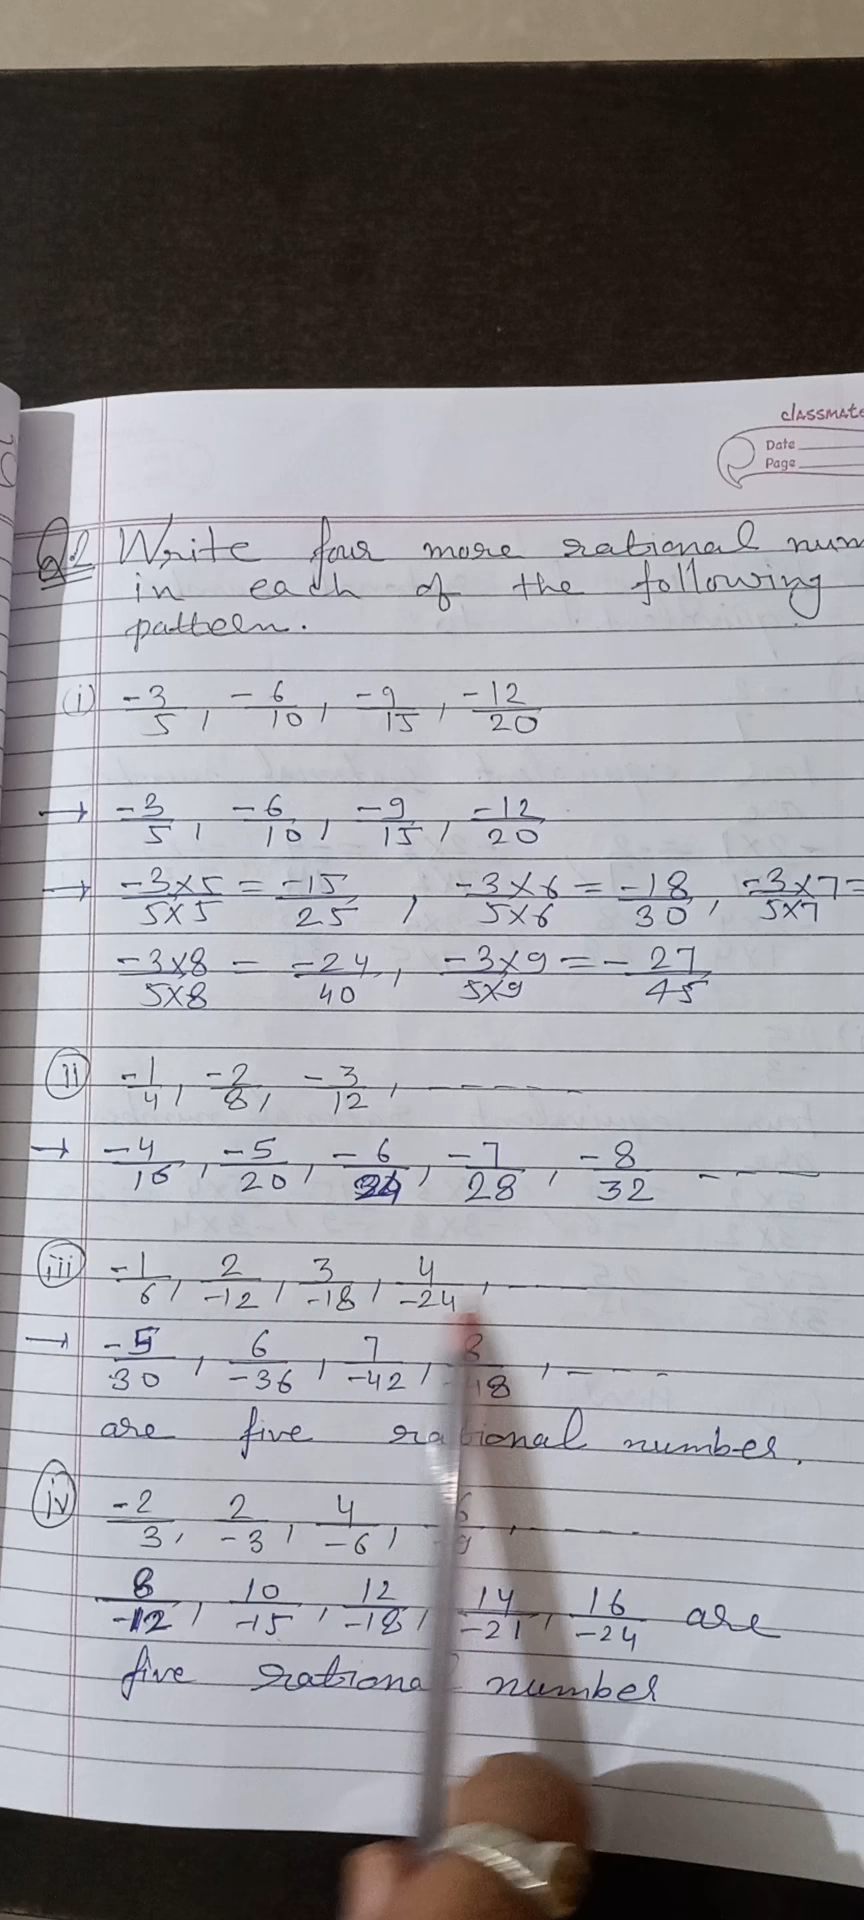 classmate
Date
Page
Q.2 Write four more rational num
in each of the following
pattern.
(i) -3/5, -6/10, -9/15, -12/20
→ -3/5, -6/10, -9/15, -12/20
→ -3×5/5×5 = -15/25, -3×6/5×6 = -18/30, -3×7/5×7 =
-3×8/5×8 = -24/40, -3×9/5×9 = -27/45
(ii) -1/4, -2/8, -3/12, -----
→ -4/16, -5/20, -6/24, -7/28, -8/32 ----
(iii) -1/6, 2/-12, 3/-18, 4/-24, ----
→ -5/30, 6/-36, 7/-42, 8/ 18, ----
are five rational number.
(iv) -2/3, 2/-3, 4/-6, 6/-9, ----
8/-12, 10/-15, 12/-18, 14/-21, 16/-24 are
five rational number